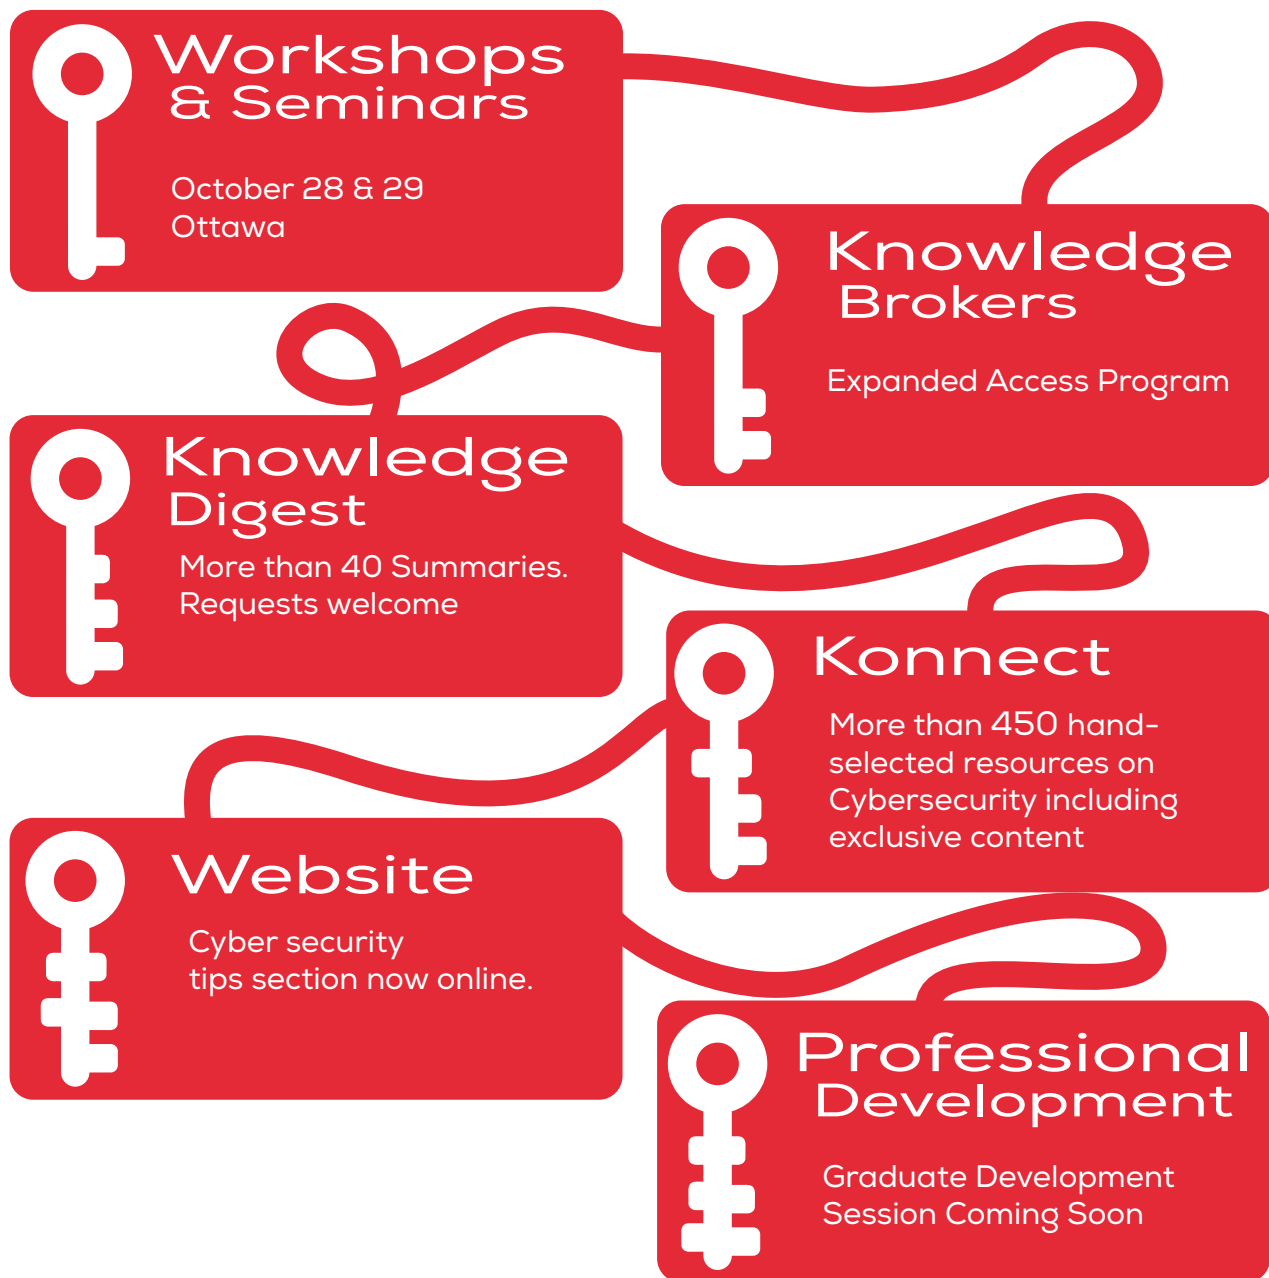 Workshops
& Seminars
October 28 & 29
Ottawa
Knowledge
Brokers
Expanded Access Program
Knowledge
Digest
More than 40 Summaries.
Requests welcome
Konnect
More than 450 hand-
selected resources on
Cybersecurity including
exclusive content
Website
Cyber security
tips section now online.
Professional
Development
Graduate Development
Session Coming Soon